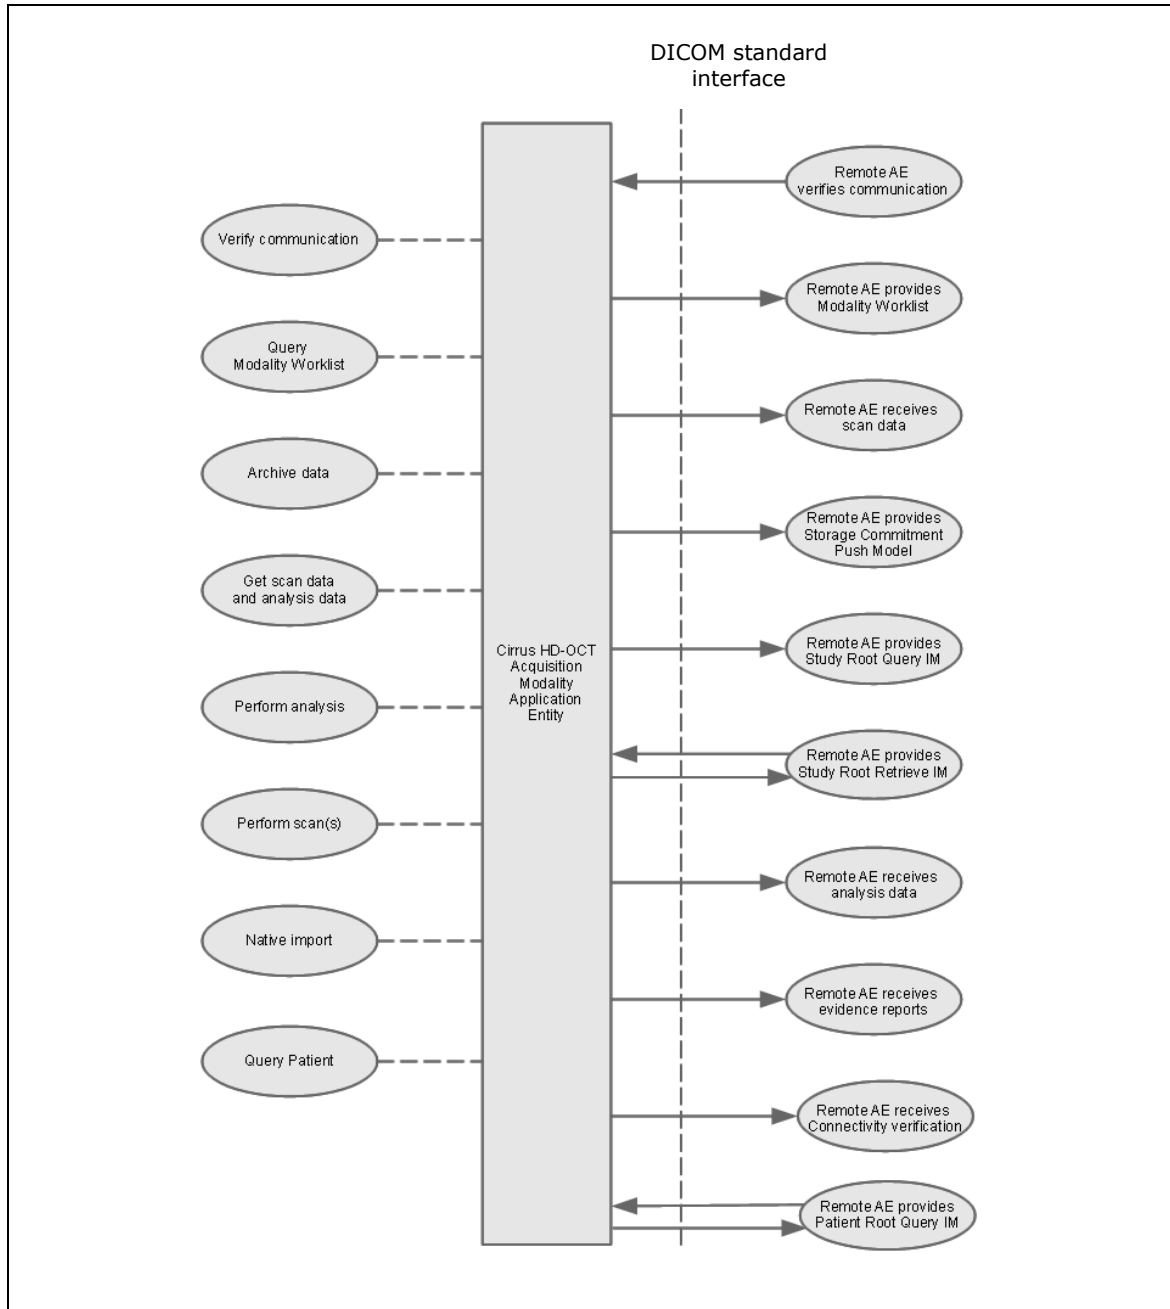 DICOM standard
interface
Remote AE
verifies communication
Verify communication
Remote AE provides
Modality Worklist
Query
Modality Worklist
Remote AE receives
scan data
Archive data
Remote AE provides
Storage Commitment
Push Model
Get scan data
and analysis data
Remote AE provides
Study Root Query IM
Cirrus HD-OCT
Acquisition
Modality
Application
Entity
Perform analysis
Remote AE provides
Study Root Retrieve IM
Perform scan(s)
Remote AE receives
analysis data
Native import
Remote AE receives
evidence reports
Query Patient
Remote AE receives
Connectivity verification
Remote AE provides
Patient Root Query IM